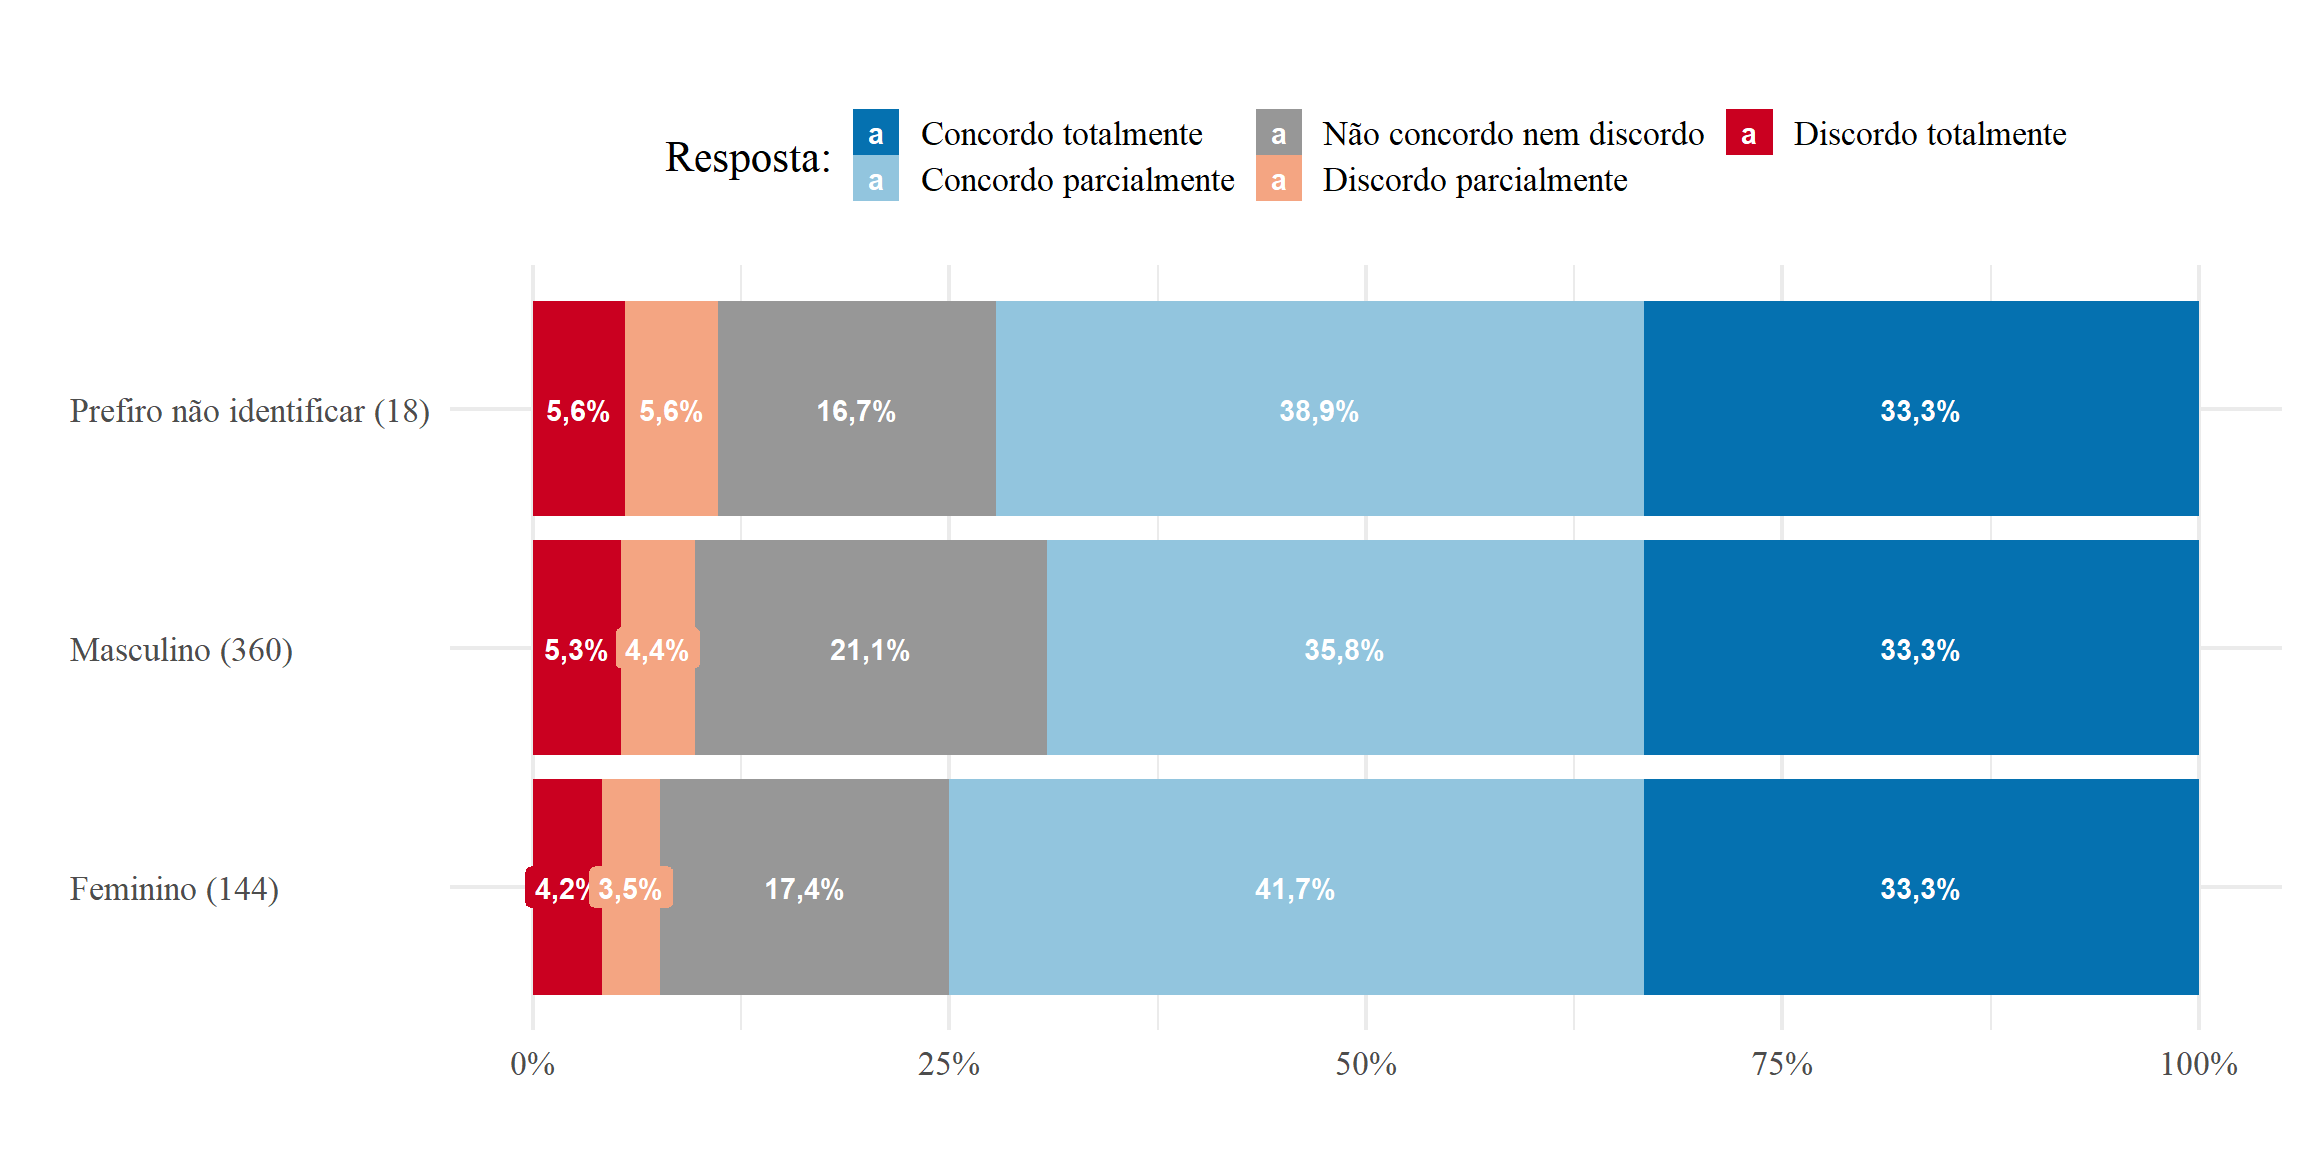 Resposta:
a Concordo totalmente
a Concordo parcialmente
a Não concordo nem discordo
a Discordo parcialmente
a Discordo totalmente
Prefiro não identificar (18)
5,6% 5,6% 16,7% 38,9% 33,3%
Masculino (360)
5,3% 4,4% 21,1% 35,8% 33,3%
Feminino (144)
4,2% 3,5% 17,4% 41,7% 33,3%
0% 25% 50% 75% 100%